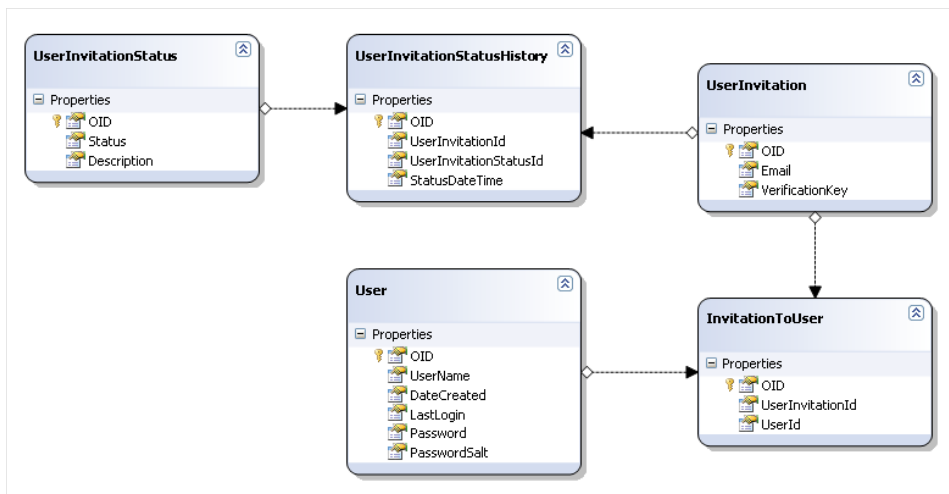 UserInvitationStatus
Properties
OID
Status
Description
UserInvitationStatusHistory
Properties
OID
UserInvitationId
UserInvitationStatusId
StatusDateTime
UserInvitation
Properties
OID
Email
VerificationKey
User
Properties
OID
UserName
DateCreated
LastLogin
Password
PasswordSalt
InvitationToUser
Properties
OID
UserInvitationId
UserId